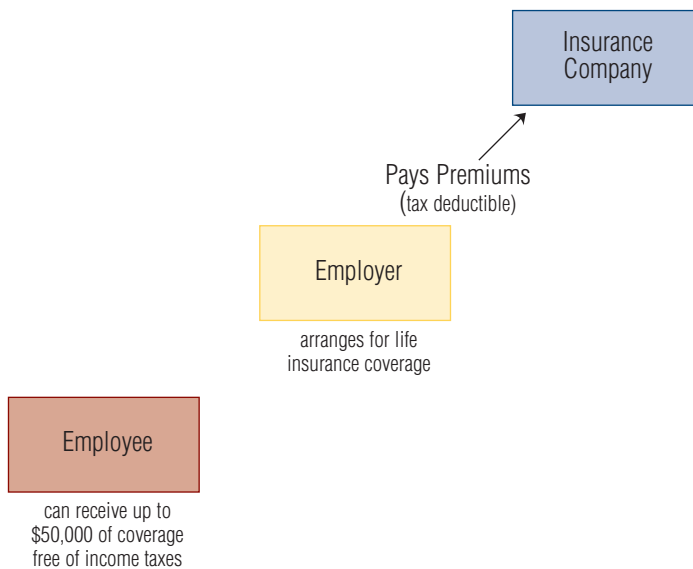 Insurance
Company
Pays Premiums
(tax deductible)
Employer
arranges for life
insurance coverage
Employee
can receive up to
$50,000 of coverage
free of income taxes